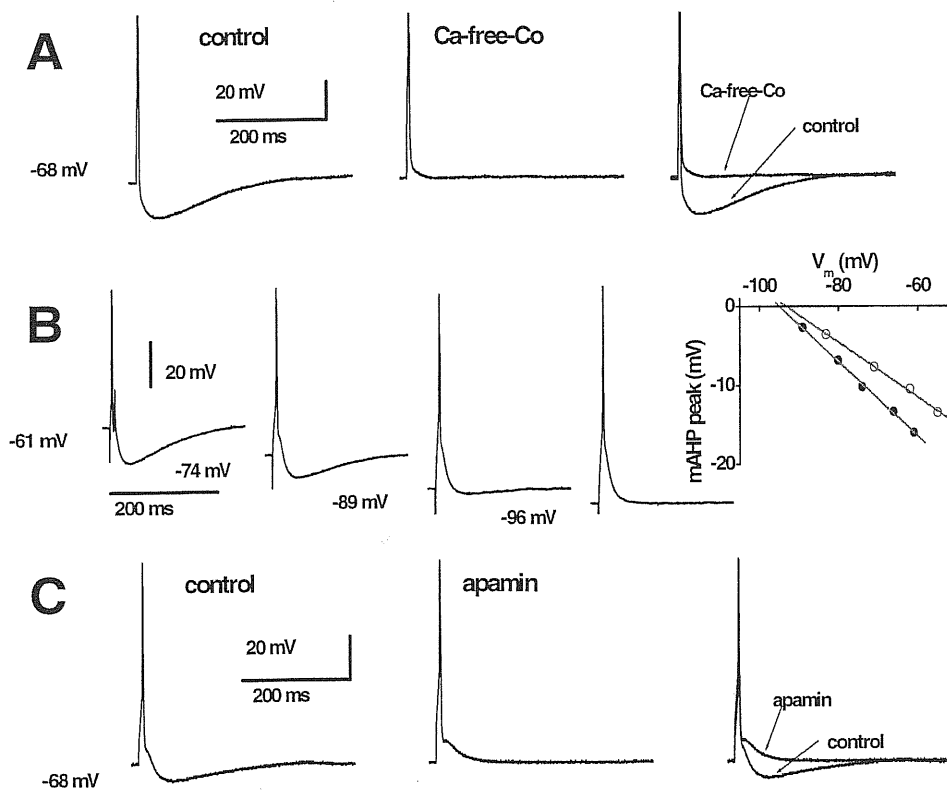 A
control
Ca-free-Co
20 mV
200 ms
-68 mV
Ca-free-Co
control
B
20 mV
-61 mV
-74 mV
200 ms
-89 mV
-96 mV
Vm (mV)
-100 -80 -60
0
-10
-20
mAHP peak (mV)
C
control
apamin
20 mV
200 ms
-68 mV
apamin
control